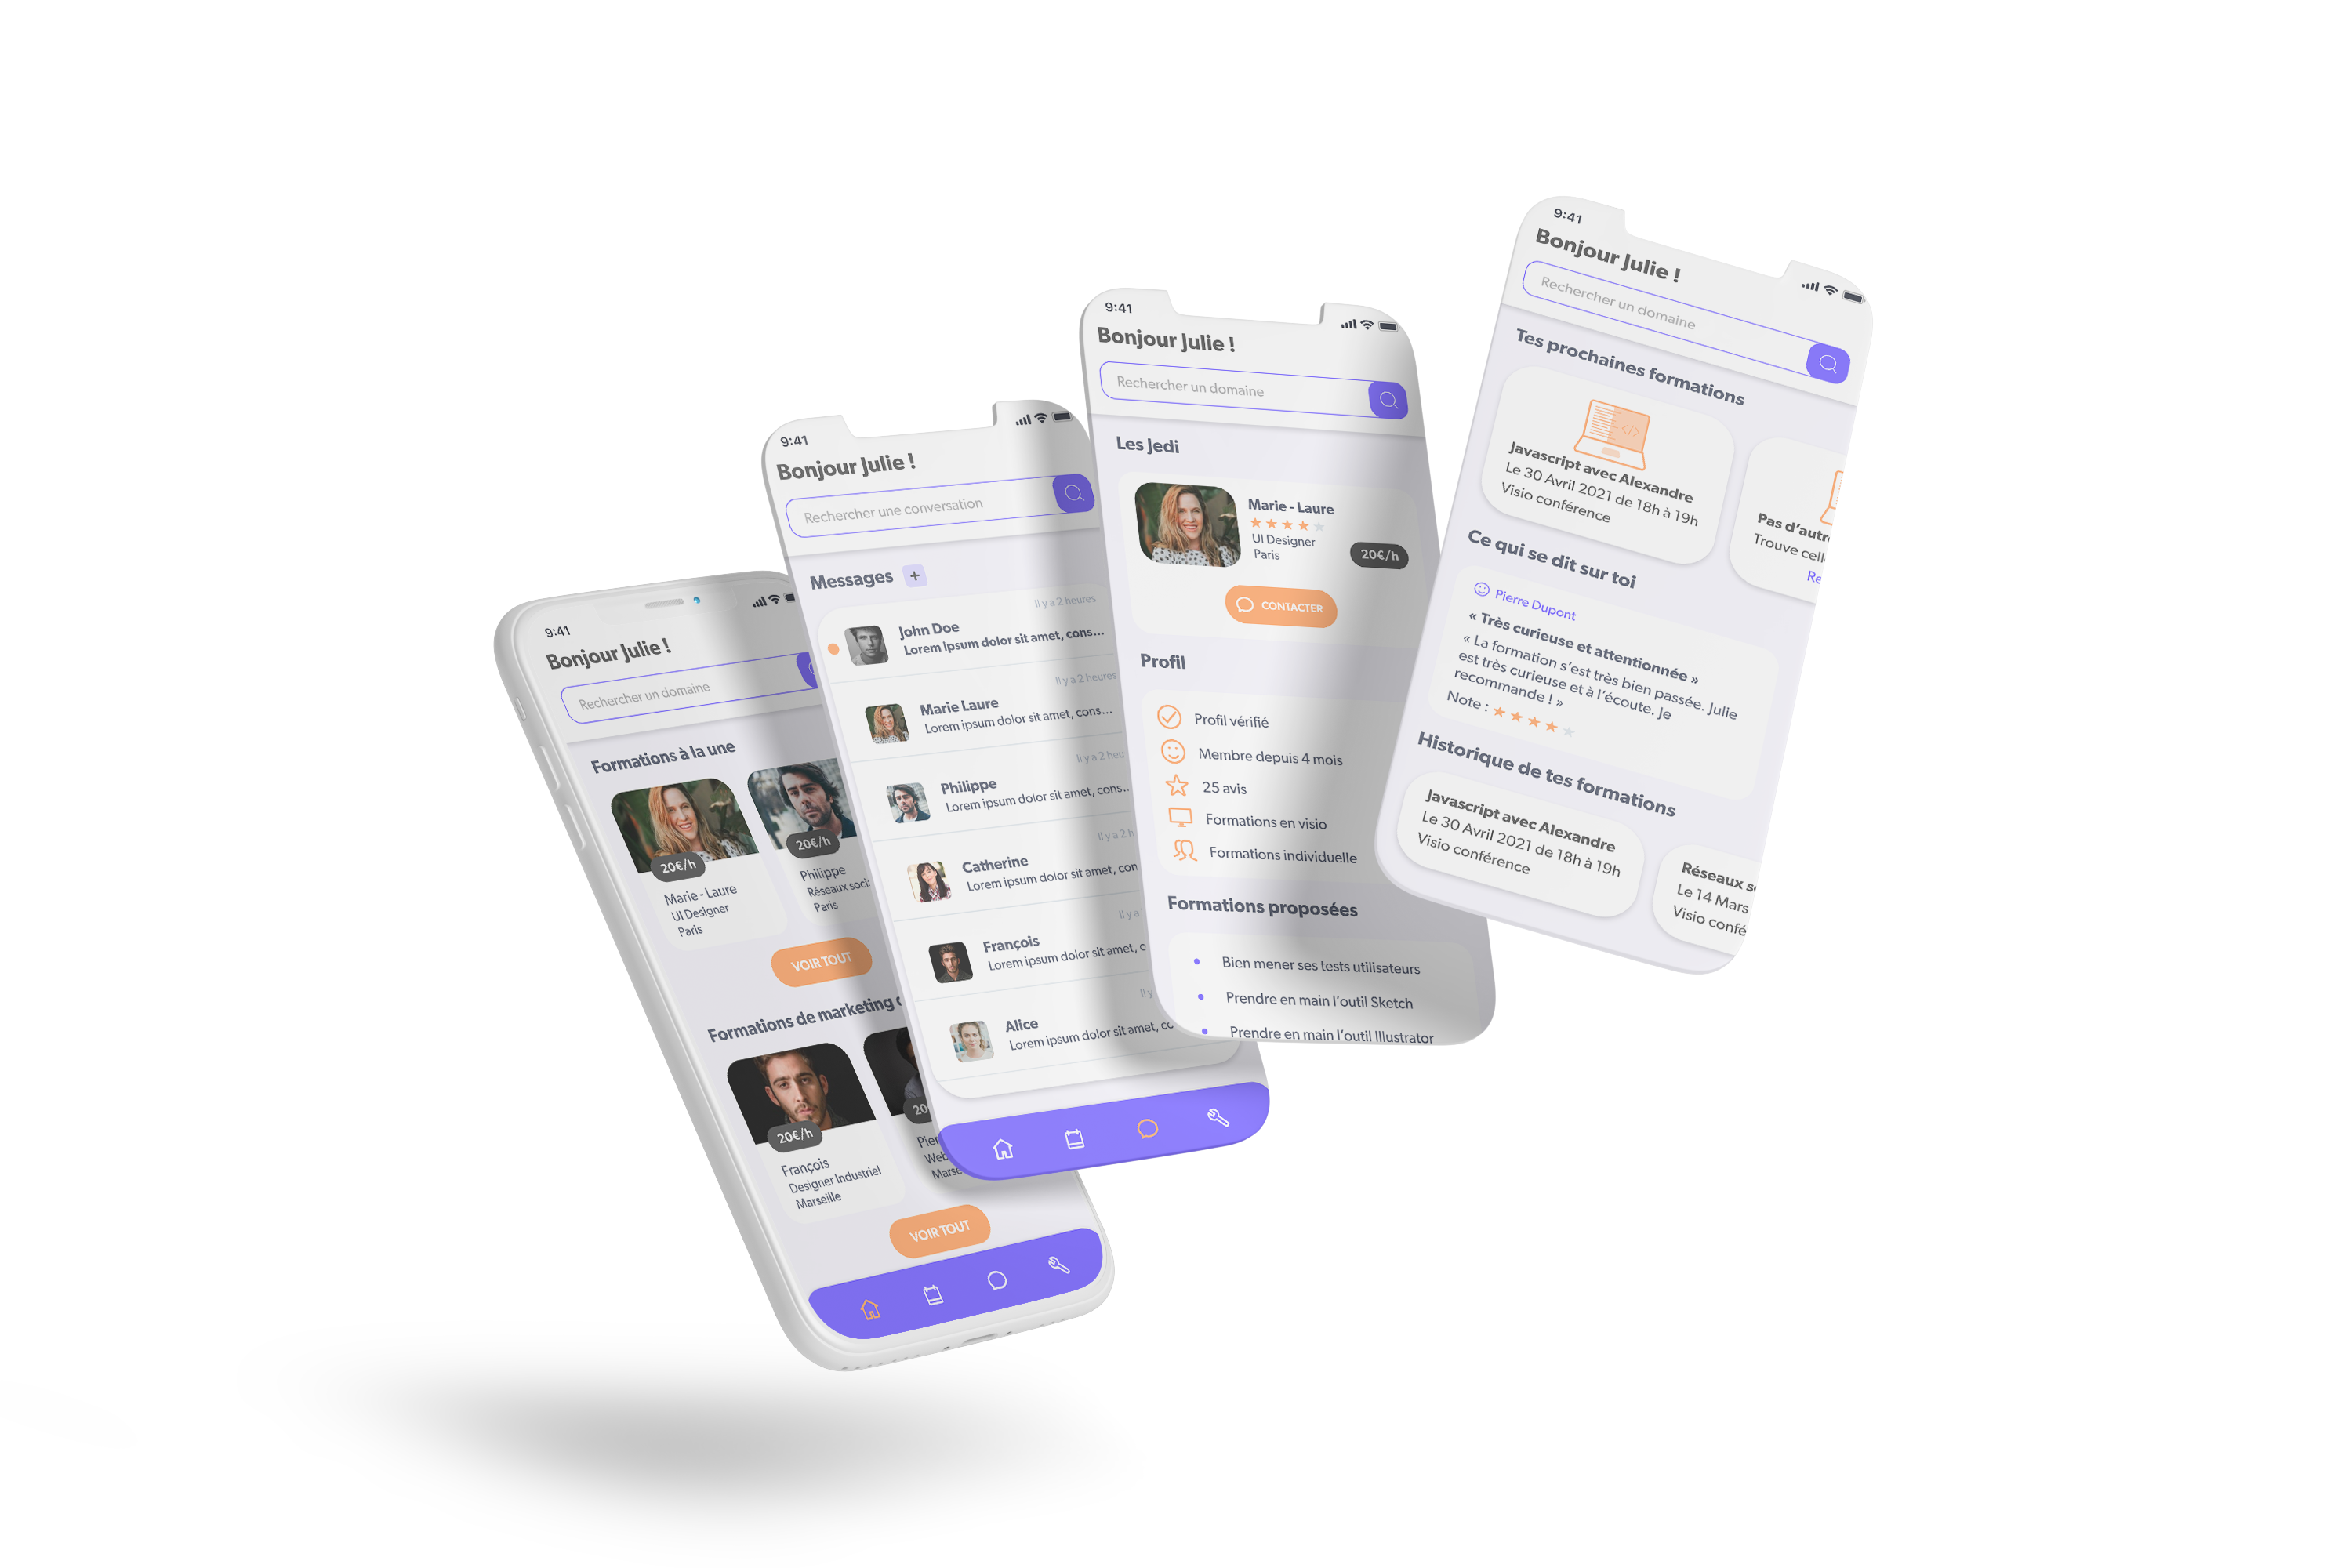 9:41
Bonjour Julie !
Rechercher un domaine
Formations à la une
20€/h
Marie - Laure
UI Designer
Paris
20€/h
Philippe
Réseaux
Paris
VOIR TOUT
Formations de marketing
20€/h
François
Designer Industriel
Marseille
20
VOIR TOUT
9:41
Bonjour Julie !
Rechercher une conversation
Messages +
Il y a 2 heures
John Doe
Lorem ipsum dolor sit amet, cons...
Il y a 2 heures
Marie Laure
Lorem ipsum dolor sit amet, cons...
Il y a 2 heu
Philippe
Lorem ipsum dolor sit amet, cons..
Il y a 2 h
Catherine
Lorem ipsum dolor sit amet, con
Il y a
François
Lorem ipsum dolor sit amet, c
Il y
Alice
Lorem ipsum dolor sit amet, co
9:41
Bonjour Julie !
Rechercher un domaine
Les Jedi
Marie - Laure
UI Designer
Paris
20€/h
CONTACTER
Profil
Profil vérifié
Membre depuis 4 mois
25 avis
Formations en visio
Formations individuelle
Formations proposées
• Bien mener ses tests utilisateurs
• Prendre en main l'outil Sketch
• Prendre en main l'outil Illustrator
9:41
Bonjour Julie !
Rechercher un domaine
Tes prochaines formations
Javascript avec Alexandre
Le 30 Avril 2021 de 18h à 19h
Visio conférence
Pas d'autr
Trouve cell
Re
Ce qui se dit sur toi
Pierre Dupont
« Très curieuse et attentionnée »
« La formation s'est très bien passée. Julie
est très curieuse et à l'écoute. Je
recommande ! »
Note :
Historique de tes formations
Javascript avec Alexandre
Le 30 Avril 2021 de 18h à 19h
Visio conférence
Réseaux s
Le 14 Mars
Visio confé